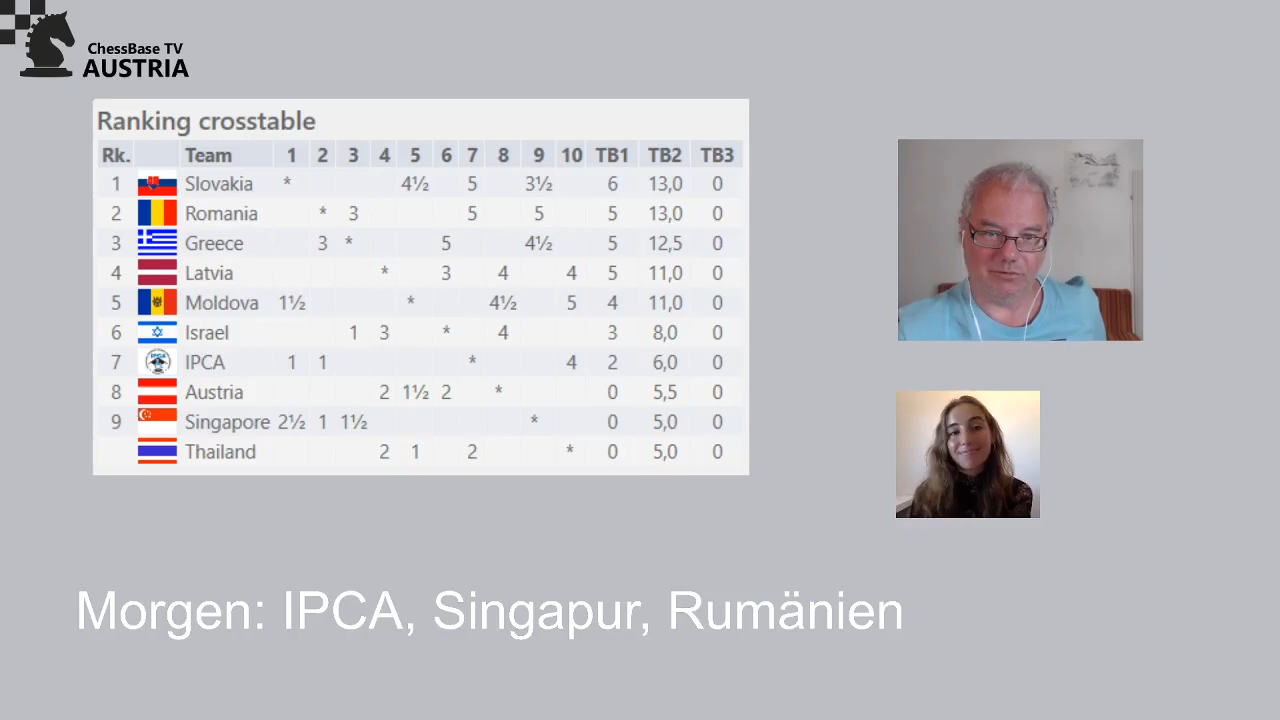 ChessBase TV
AUSTRIA
Ranking crosstable
Rk. Team 1 2 3 4 5 6 7 8 9 10 TB1 TB2 TB3
1 Slovakia * 4½ 5 3½ 6 13,0 0
2 Romania * 3 5 5 5 13,0 0
3 Greece 3 * 5 4½ 5 12,5 0
4 Latvia * 3 4 4 5 11,0 0
5 Moldova 1½ * 4½ 5 4 11,0 0
6 Israel 1 3 * 4 3 8,0 0
7 IPCA 1 1 * 4 2 6,0 0
8 Austria 2 1½ 2 * 0 5,5 0
9 Singapore 2½ 1 1½ * 0 5,0 0
Thailand 2 1 2 * 0 5,0 0
Morgen: IPCA, Singapur, Rumänien